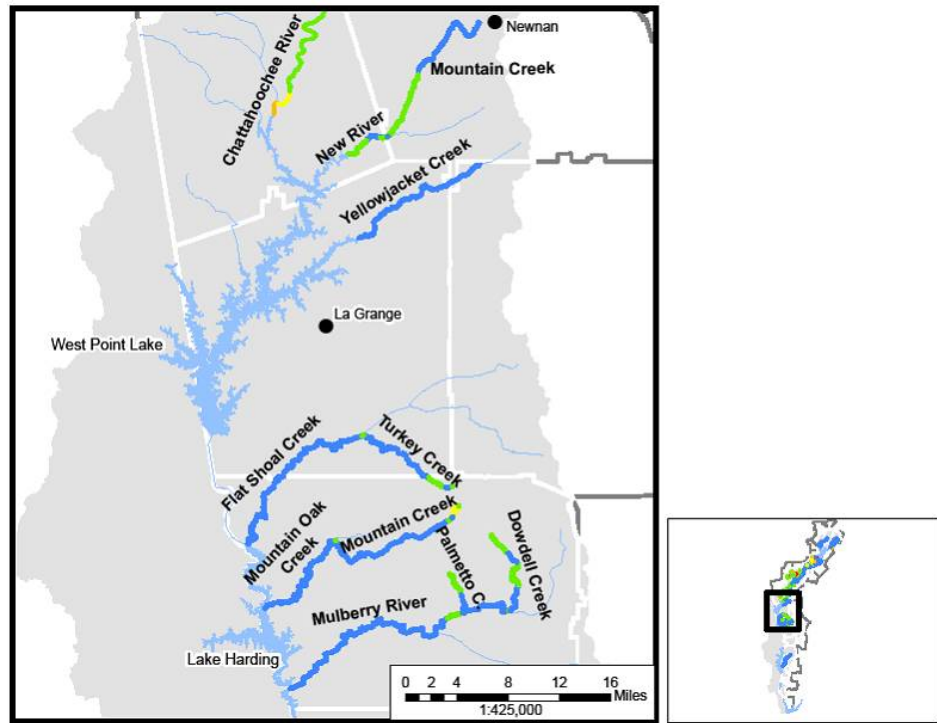 Newnan
Chattahoochee River
Mountain Creek
New River
Yellowjacket Creek
La Grange
West Point Lake
Flat Shoal Creek
Turkey Creek
Mountain Oak
Creek
Mountain Creek
Palmetto C.
Dowdell Creek
Mulberry River
Lake Harding
0 2 4 8 12 16
Miles
1:425,000